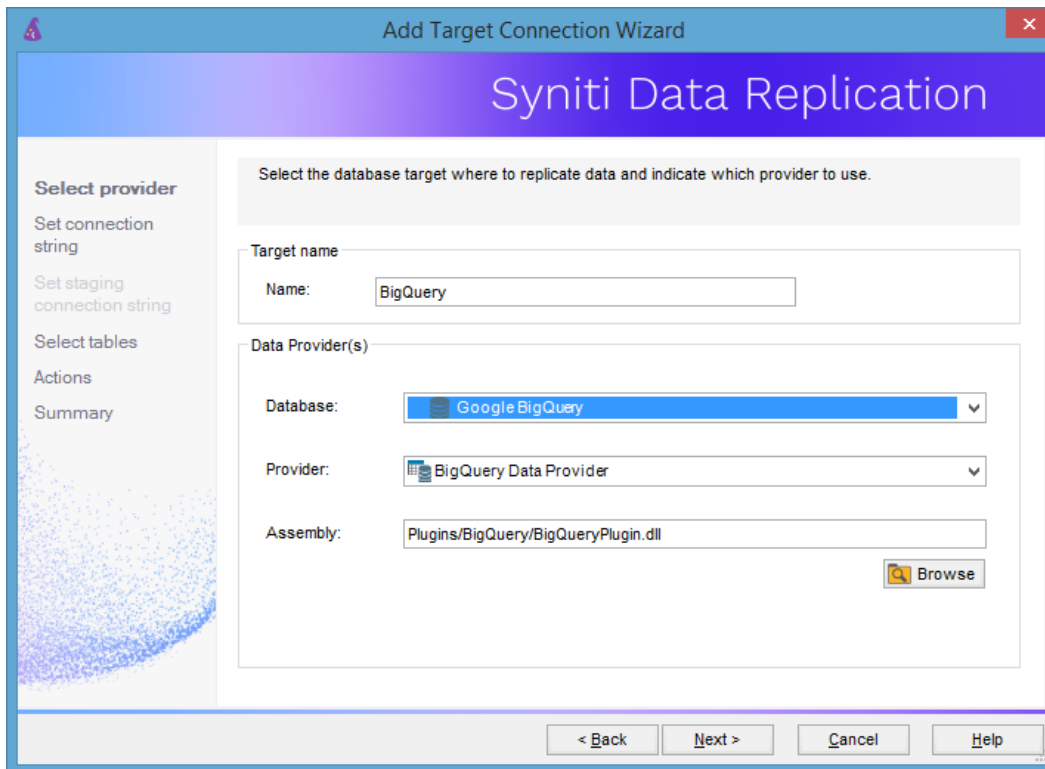 Add Target Connection Wizard
Syniti Data Replication
Select provider
Set connection
string
Set staging
connection string
Select tables
Actions
Summary
Select the database target where to replicate data and indicate which provider to use.
Target name
Name: BigQuery
Data Provider(s)
Database: Google BigQuery
Provider: BigQuery Data Provider
Assembly: Plugins/BigQuery/BigQueryPlugin.dll
Browse
< Back Next > Cancel Help